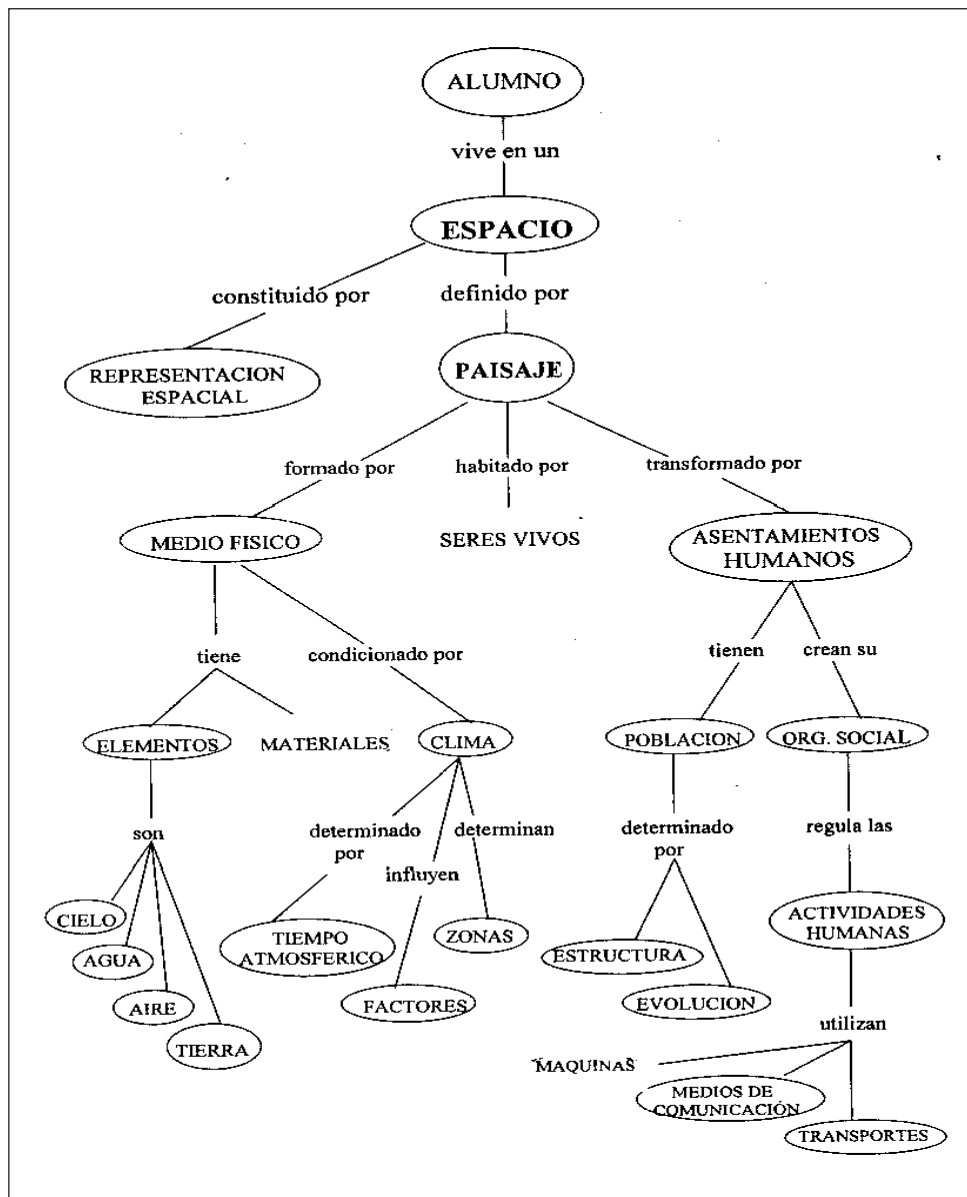 ALUMNO
vive en un
ESPACIO
constituido por
definido por
REPRESENTACION
ESPACIAL
PAISAJE
formado por
habitado por
transformado por
MEDIO FISICO
SERES VIVOS
ASENTAMIENTOS
HUMANOS
tiene
condicionado por
tienen
crean su
ELEMENTOS
MATERIALES
CLIMA
POBLACION
ORG. SOCIAL
son
determinado
por
influyen
determinan
determinado
por
regula las
CIELO
AGUA
AIRE
TIERRA
TIEMPO
ATMOSFERICO
FACTORES
ZONAS
ESTRUCTURA
EVOLUCION
ACTIVIDADES
HUMANAS
utilizan
MAQUINAS
MEDIOS DE
COMUNICACIÓN
TRANSPORTES